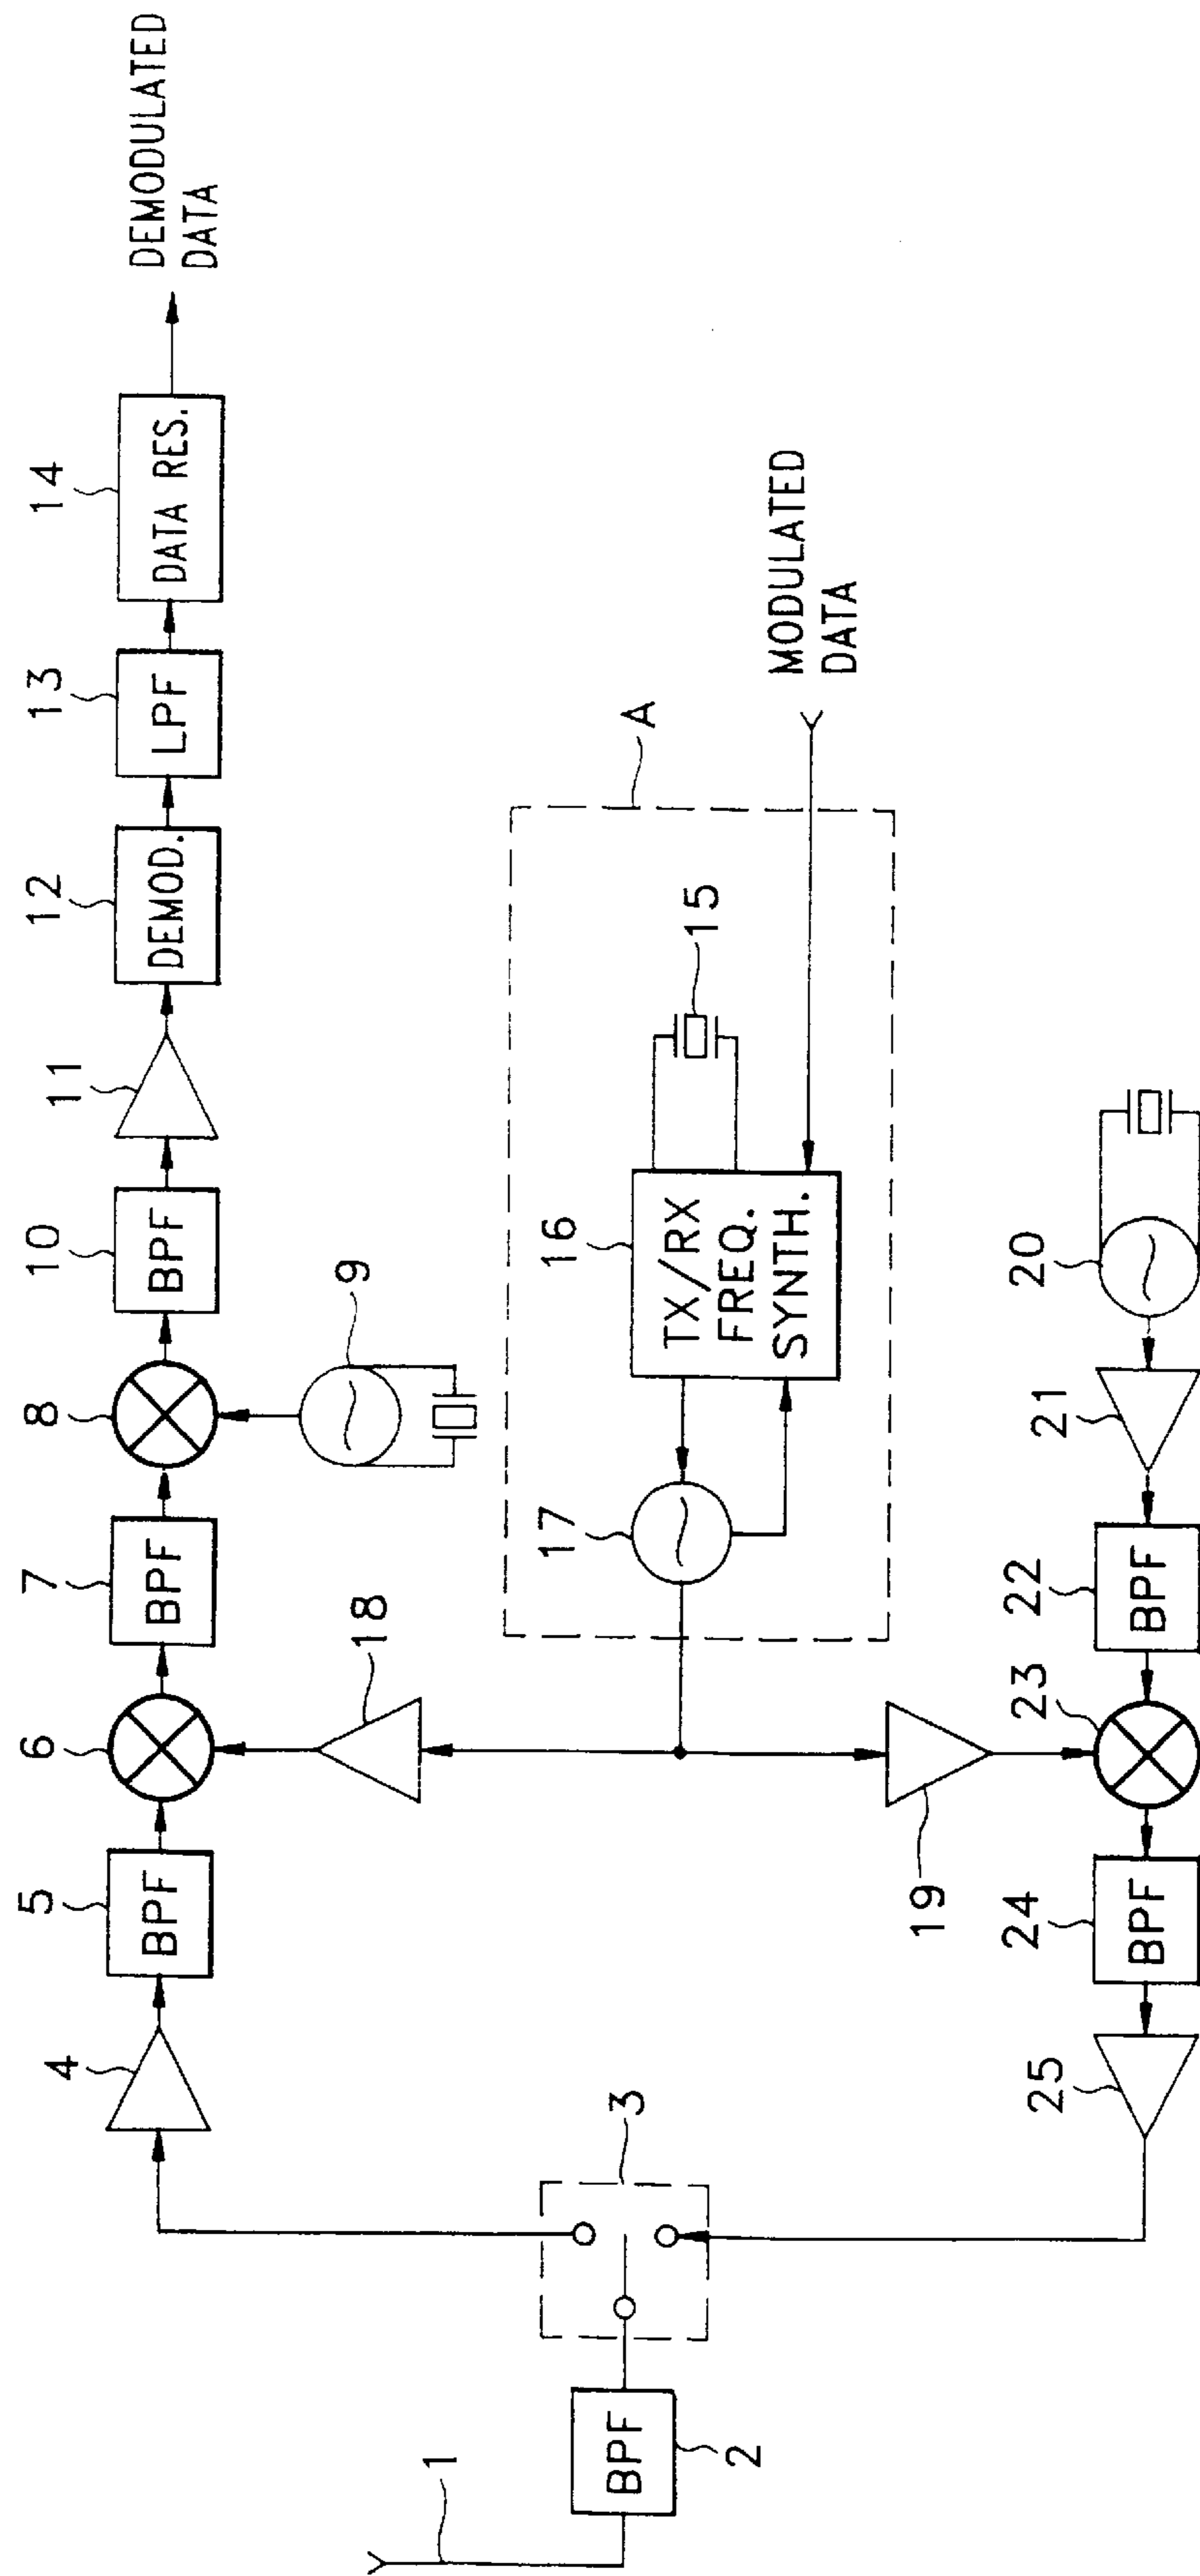 DEMODULATED
DATA
14
DATA RES.
13
LPF
12
DEMOD.
11
10
BPF
8
9
7
BPF
6
18
5
BPF
4
MODULATED
DATA
A
15
16
TX/RX
FREQ.
SYNTH.
17
3
1
BPF
2
19
20
21
22
BPF
23
24
BPF
25